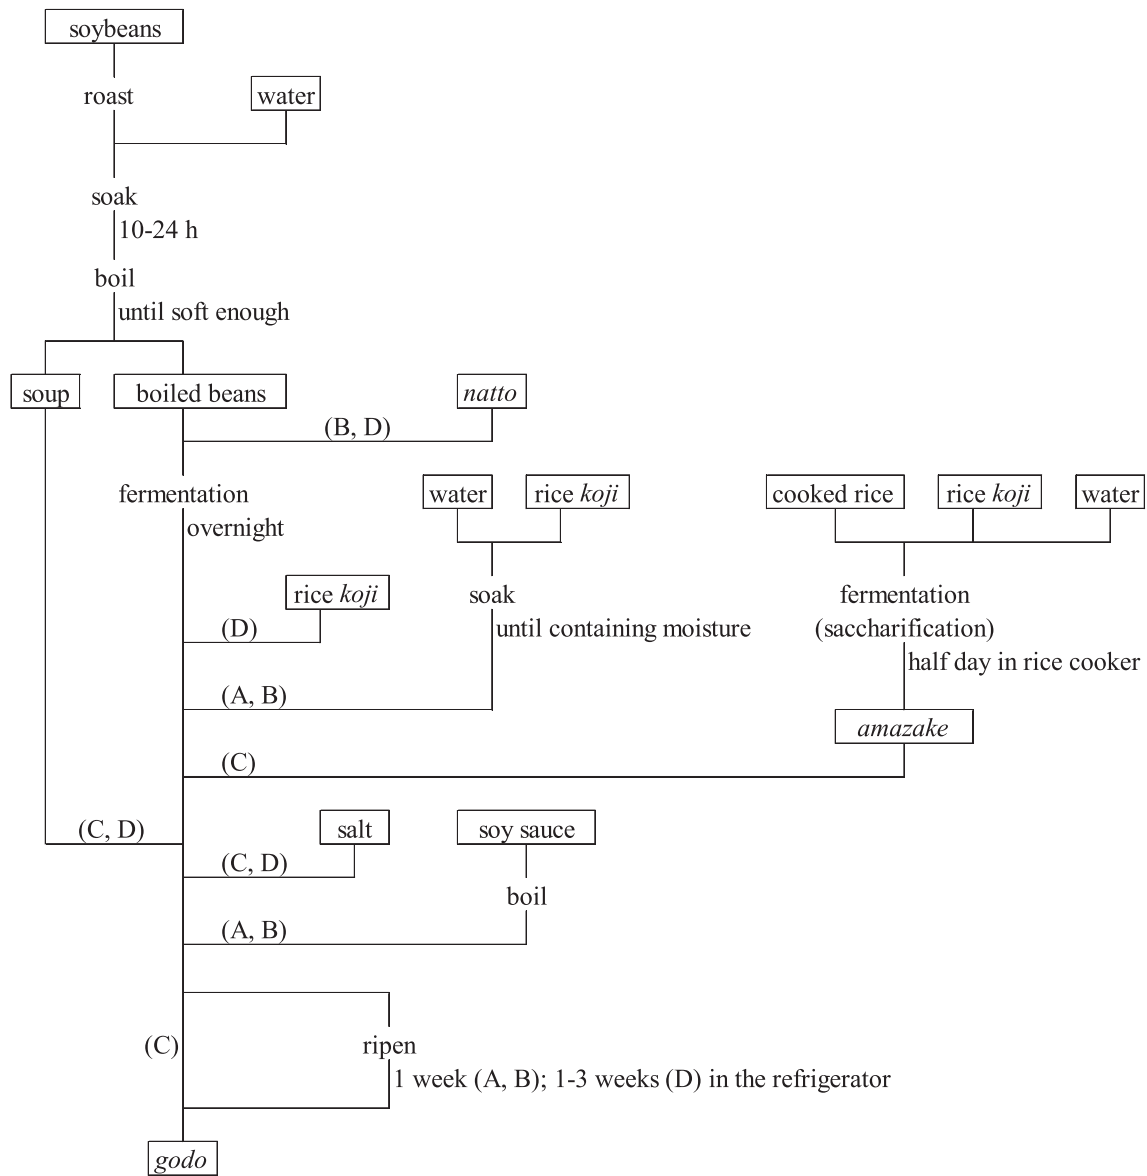 soybeans
roast
water
soak
10-24 h
boil
until soft enough
soup
boiled beans
natto
(B, D)
fermentation
overnight
water
rice koji
cooked rice
rice koji
water
rice koji
soak
fermentation
(D)
until containing moisture
(saccharification)
half day in rice cooker
(A, B)
amazake
(C)
(C, D)
salt
soy sauce
(C, D)
boil
(A, B)
(C)
ripen
1 week (A, B); 1-3 weeks (D) in the refrigerator
godo